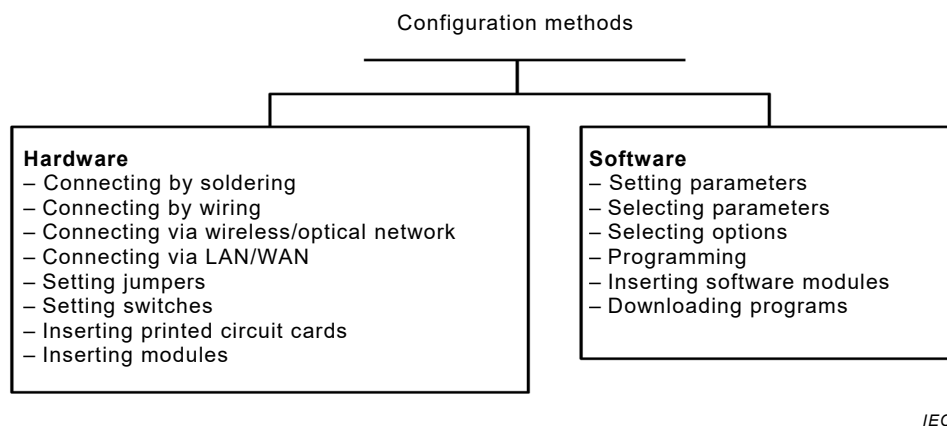 Configuration methods
Hardware
– Connecting by soldering
– Connecting by wiring
– Connecting via wireless/optical network
– Connecting via LAN/WAN
– Setting jumpers
– Setting switches
– Inserting printed circuit cards
– Inserting modules
Software
– Setting parameters
– Selecting parameters
– Selecting options
– Programming
– Inserting software modules
– Downloading programs
IEC